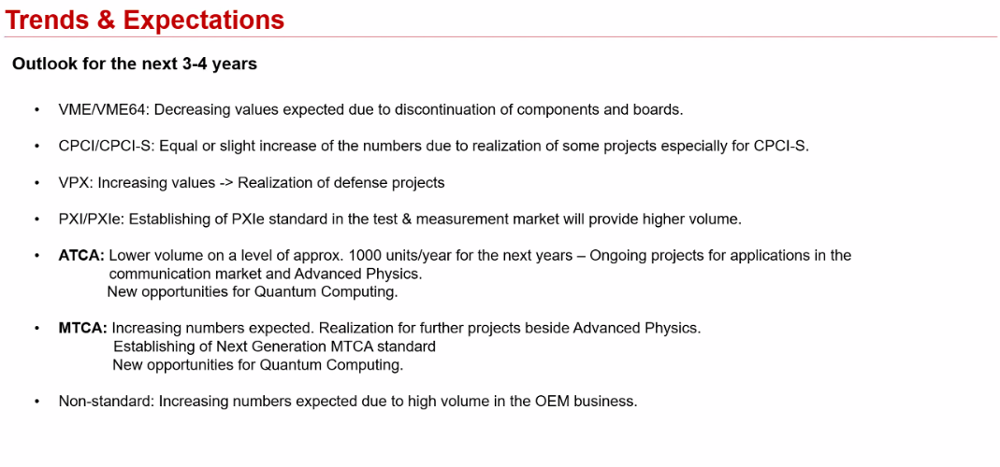 Trends & Expectations
Outlook for the next 3-4 years
• VME/VME64: Decreasing values expected due to discontinuation of components and boards.
• CPCI/CPCI-S: Equal or slight increase of the numbers due to realization of some projects especially for CPCI-S.
• VPX: Increasing values -> Realization of defense projects
• PXI/PXIe: Establishing of PXIe standard in the test & measurement market will provide higher volume.
• ATCA: Lower volume on a level of approx. 1000 units/year for the next years – Ongoing projects for applications in the
communication market and Advanced Physics.
New opportunities for Quantum Computing.
• MTCA: Increasing numbers expected. Realization for further projects beside Advanced Physics.
Establishing of Next Generation MTCA standard
New opportunities for Quantum Computing.
• Non-standard: Increasing numbers expected due to high volume in the OEM business.